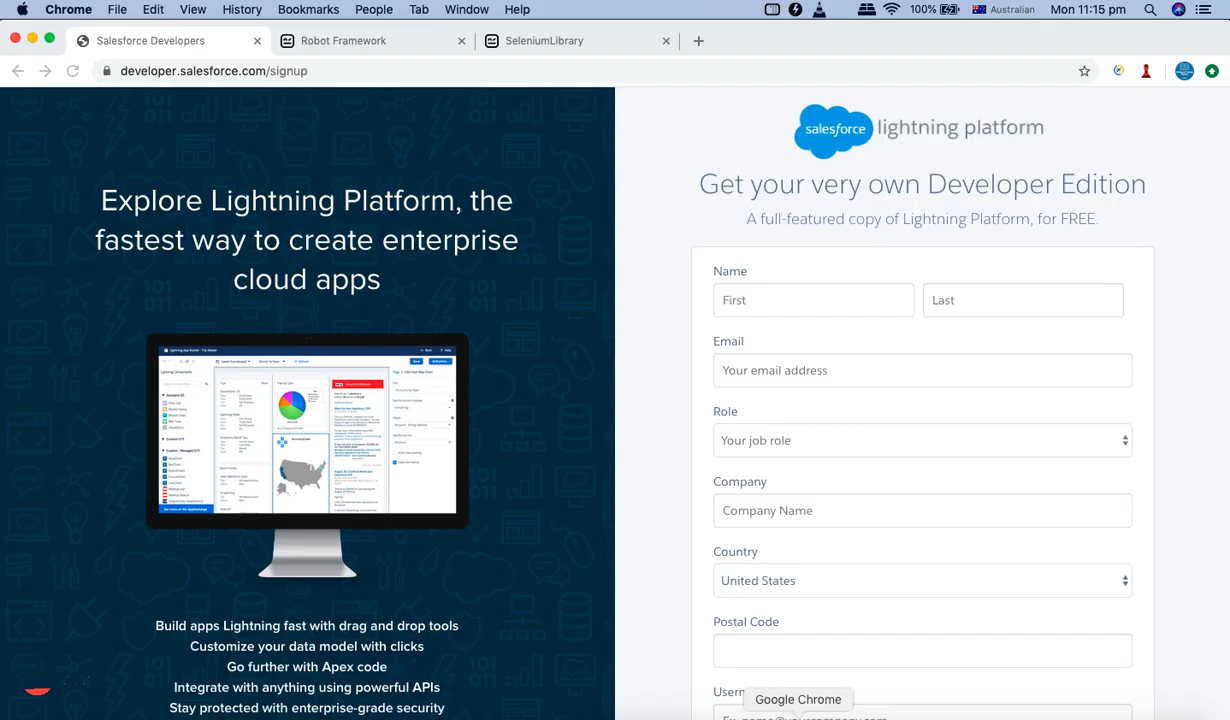 Chrome File Edit View History Bookmarks People Tab Window Help 100% Australian Mon 11:15 pm
Salesforce Developers Robot Framework SeleniumLibrary
developer.salesforce.com/signup
Explore Lightning Platform, the
fastest way to create enterprise
cloud apps
Build apps Lightning fast with drag and drop tools
Customize your data model with clicks
Go further with Apex code
Integrate with anything using powerful APIs
Stay protected with enterprise-grade security
salesforce lightning platform
Get your very own Developer Edition
A full-featured copy of Lightning Platform, for FREE.
Name
First Last
Email
Your email address
Role
Your job role
Company
Company Name
Country
United States
Postal Code
Google Chrome